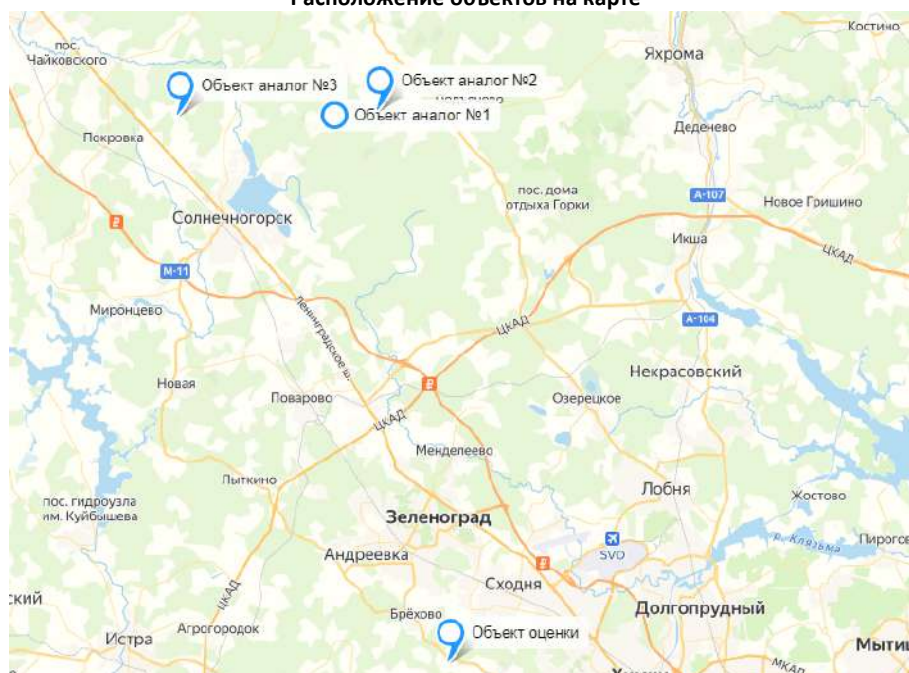 Расположение объектов на карте
Костино
пос.
Чайковского
Яхрома
Объект аналог №3
Объект аналог №2
Объект аналог №1
Покровка
Деденево
пос. дома
отдыха Горки
А-107
Новое Гришино
Солнечногорск
Икша
ЦКАД
М-11
Миронцево
Ленинградское ш.
ЦКАД
А-104
Новая
Поварово
Некрасовский
Озерецкое
ЦКАД
Менделеево
Лыткино
Лобня
пос. гидроузла
им. Куйбышева
Жостово
Зеленоград
р. Клязьма
Пирогов
Андреевка
SVO
Сходня
ский
ЦКАД
Брёхово
Долгопрудный
Истра
Агрогородок
Объект оценки
Мытищ
МКАД